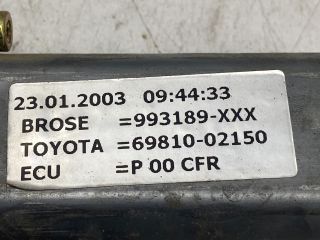 23.01.2003 09:44:33
BROSE =993189-XXX
TOYOTA =69810-02150
ECU =P 00 CFR